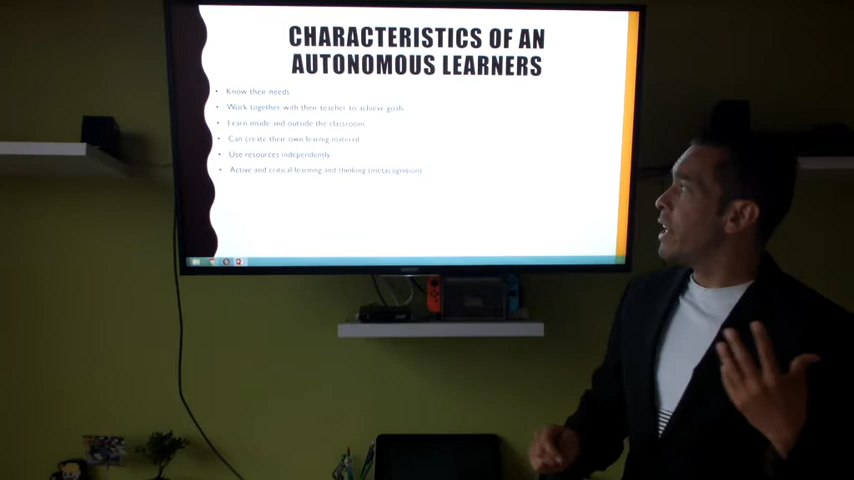 CHARACTERISTICS OF AN
AUTONOMOUS LEARNERS
Know their needs
Work together with their teacher to achieve goals
Learn inside and outside the classroom
Can create their own learing material
Use resources independently
Active and critical learning and thinking (metacognition)